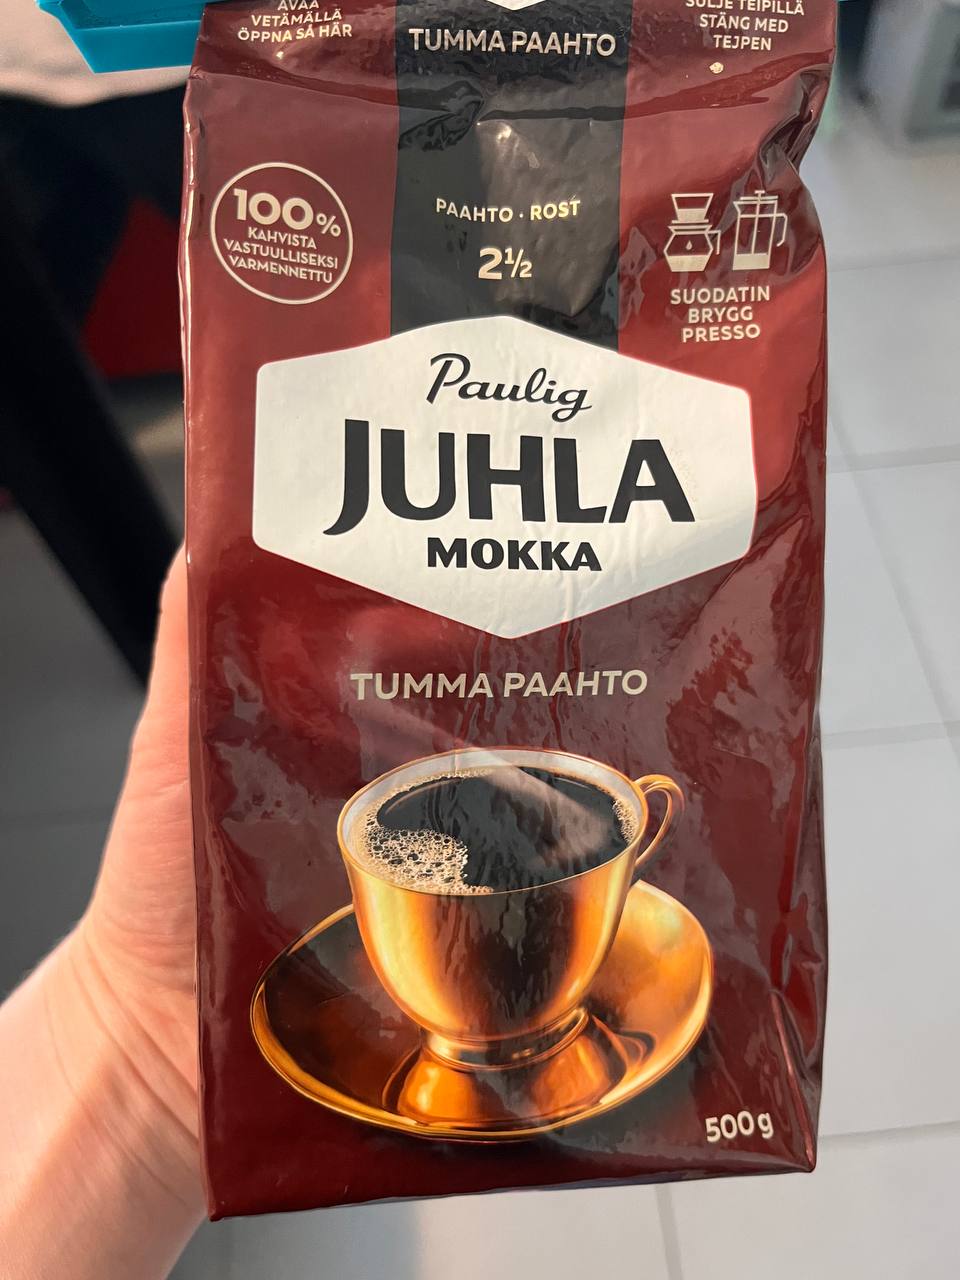 AVAA
VETÄMÄLLÄ
ÖPPNA SÅ HÄR
TUMMA PAAHTO
SULJE TEIPILLÄ
STÄNG MED
TEJPEN
100%
KAHVISTA
VASTUULLISEKSI
VARMENNETTU
PAAHTO · ROST
2½
SUODATIN
BRYGG
PRESSO
Paulig
JUHLA
MOKKA
TUMMA PAAHTO
500 g